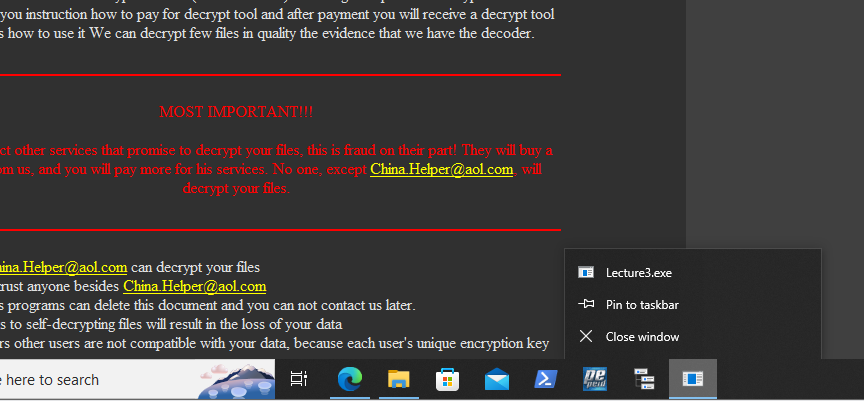 you instruction how to pay for decrypt tool and after payment you will receive a decrypt tool
s how to use it We can decrypt few files in quality the evidence that we have the decoder.
MOST IMPORTANT!!!
ct other services that promise to decrypt your files, this is fraud on their part! They will buy a
om us, and you will pay more for his services. No one, except China.Helper@aol.com, will
decrypt your files.
ina.Helper@aol.com can decrypt your files
rust anyone besides China.Helper@aol.com
s programs can delete this document and you can not contact us later.
s to self-decrypting files will result in the loss of your data
rs other users are not compatible with your data, because each user's unique encryption key
Lecture3.exe
Pin to taskbar
Close window
here to search
PE
PEiD